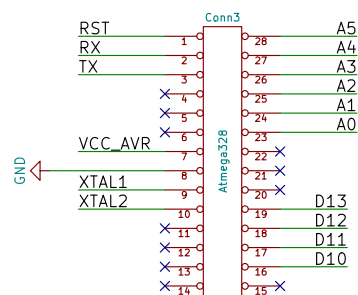 Conn3
RST 1 28 A5
RX 2 27 A4
TX 3 26 A3
4 25 A2
5 24 A1
6 23 A0
VCC_AVR 7 22
GND 8 21
XTAL1 9 20
XTAL2 10 19 D13
11 18 D12
12 17 D11
13 16 D10
14 15
Atmega328